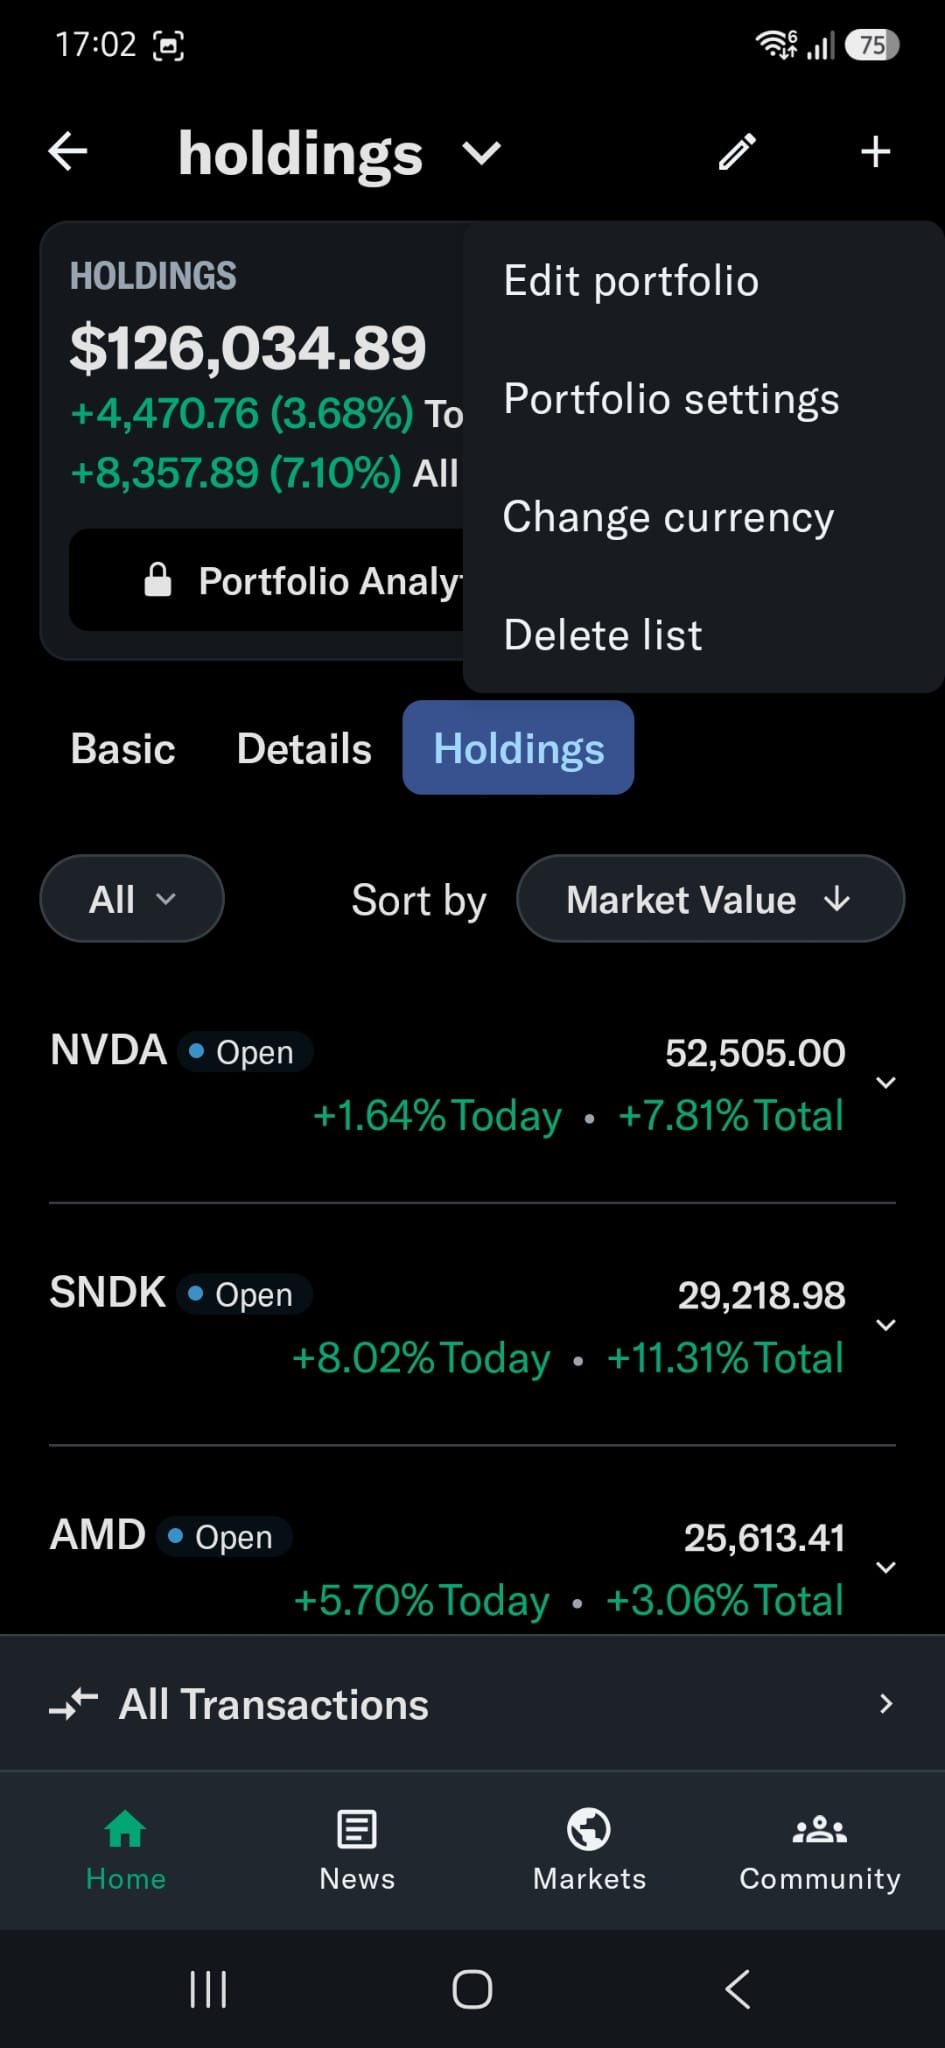 17:02
6
75
holdings
HOLDINGS
$126,034.89
+4,470.76 (3.68%) To
+8,357.89 (7.10%) All
Portfolio Analy
Edit portfolio
Portfolio settings
Change currency
Delete list
Basic Details Holdings
All Sort by Market Value
NVDA Open 52,505.00
+1.64% Today • +7.81% Total
SNDK Open 29,218.98
+8.02% Today • +11.31% Total
AMD Open 25,613.41
+5.70% Today • +3.06% Total
All Transactions
Home News Markets Community